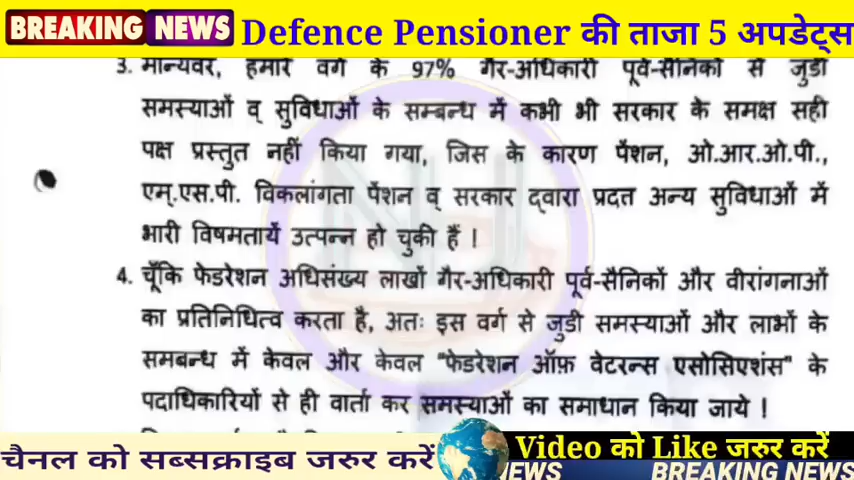 BREAKING NEWS Defence Pensioner की ताजा 5 अपडेट्स
3. मान्यवर, हमारे वर्ग के 97% गैर-अधिकारी पूर्व-सैनिकों से जुडी
समस्याओं व् सुविधाओं के सम्बन्ध में कभी भी सरकार के समक्ष सही
पक्ष प्रस्तुत नहीं किया गया, जिस के कारण पेंशन, ओ.आर.ओ.पी.,
एम्.एस.पी. विकलांगता पेंशन व् सरकार द्वारा प्रदत अन्य सुविधाओं में
भारी विषमतायें उत्पन्न हो चुकी हैं !
4. चूँकि फेडरेशन अधिसंख्य लाखों गैर-अधिकारी पूर्व-सैनिकों और वीरांगनाओं
का प्रतिनिधित्व करता है, अतः इस वर्ग से जुडी समस्याओं और लाभों के
समबन्ध में केवल और केवल "फेडरेशन ऑफ़ वेटरन्स एसोसिएशंस" के
पदाधिकारियों से ही वार्ता कर समस्याओं का समाधान किया जाये !
चैनल को सब्सक्राइब जरुर करें
Video को Like जरुर करें
NEWS BREAKING NEWS